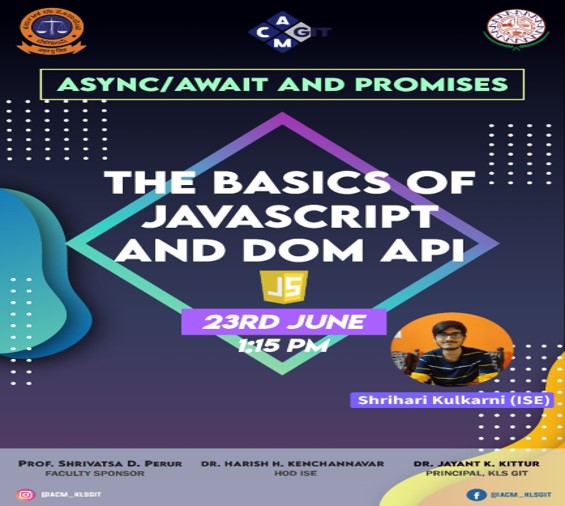 ACM GIT
ASYNC/AWAIT AND PROMISES
THE BASICS OF
JAVASCRIPT
AND DOM API
JS
23RD JUNE
1:15 PM
Shrihari Kulkarni (ISE)
PROF. SHRIVATSA D. PERUR
FACULTY SPONSOR
DR. HARISH H. KENCHANNAVAR
HOD ISE
DR. JAYANT K. KITTUR
PRINCIPAL, KLS GIT
@ACM_KLSGIT
@ACM_KLSGIT